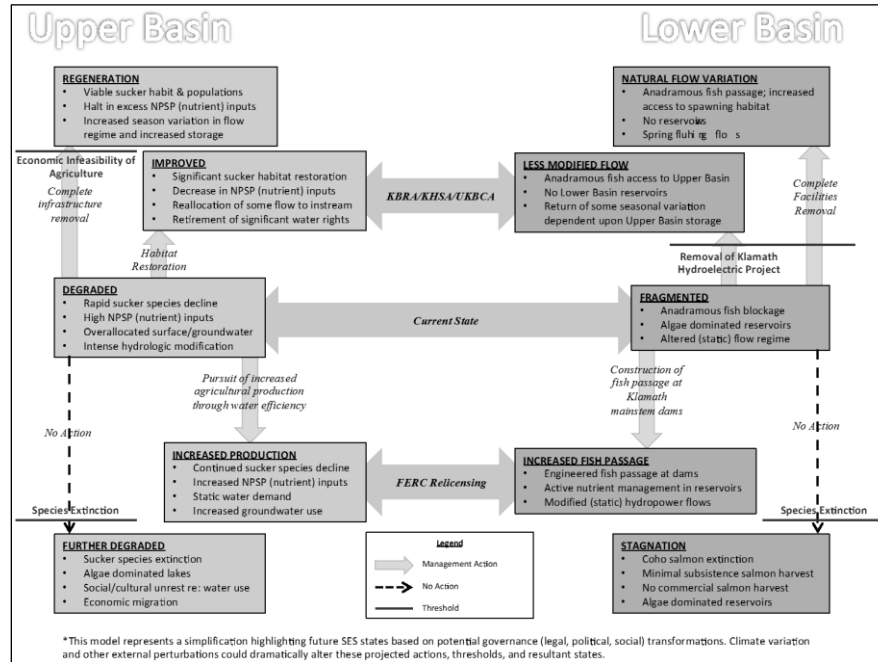 Upper Basin
Lower Basin
REGENERATION
• Viable sucker habit & populations
• Halt in excess NPSP (nutrient) inputs
• Increased season variation in flow
regime and increased storage
NATURAL FLOW VARIATION
• Anadramous fish passage; increased
access to spawning habitat
• No reservoirs
• Spring
Economic Infeasibility of
Agriculture
Complete
infrastructure
removal
IMPROVED
• Significant sucker habitat restoration
• Decrease in NPSP (nutrient) inputs
• Reallocation of some flow to instream
• Retirement of significant water rights
KBRA/KHSA/UKBCA
LESS MODIFIED FLOW
• Anadramous fish access to Upper Basin
• No Lower Basin reservoirs
• Return of some seasonal variation
dependent upon Upper Basin storage
Complete
Facilities
Removal
Habitat
Restoration
Removal of Klamath
Hydroelectric Project
DEGRADED
• Rapid sucker species decline
• High NPSP (nutrient) inputs
• Overallocated surface/groundwater
• Intense hydrologic modification
Current State
FRAGMENTED
• Anadramous fish blockage
• Algae dominated reservoirs
• Altered (static) flow regime
Pursuit of increased
agricultural production
through water efficiency
Construction of
fish passage at
Klamath
mainstem dams
No Action
No Action
INCREASED PRODUCTION
• Continued sucker species decline
• Increased NPSP (nutrient) inputs
• Static water demand
• Increased groundwater use
FERC Relicensing
INCREASED FISH PASSAGE
• Engineered fish passage at dams
• Active nutrient management in reservoirs
• Modified (static) hydropower flows
Species Extinction
Species Extinction
FURTHER DEGRADED
• Sucker species extinction
• Algae dominated lakes
• Social/cultural unrest re: water use
• Economic migration
Legend
Management Action
No Action
Threshold
STAGNATION
• Coho salmon extinction
• Minimal subsistence salmon harvest
• No commercial salmon harvest
• Algae dominated reservoirs
*This model represents a simplification highlighting future SES states based on potential governance (legal, political, social) transformations. Climate variation
and other external perturbations could dramatically alter these projected actions, thresholds, and resultant states.